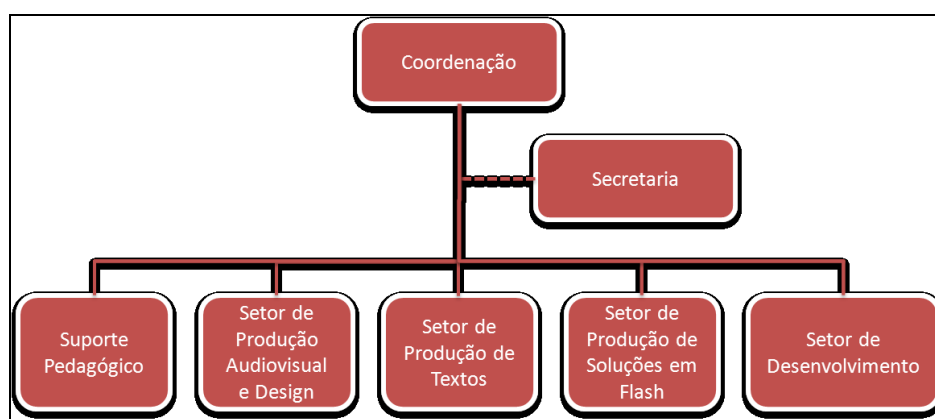 Coordenação
Secretaria
Suporte
Pedagógico
Setor de
Produção
Audiovisual
e Design
Setor de
Produção de
Textos
Setor de
Produção de
Soluções em
Flash
Setor de
Desenvolvimento